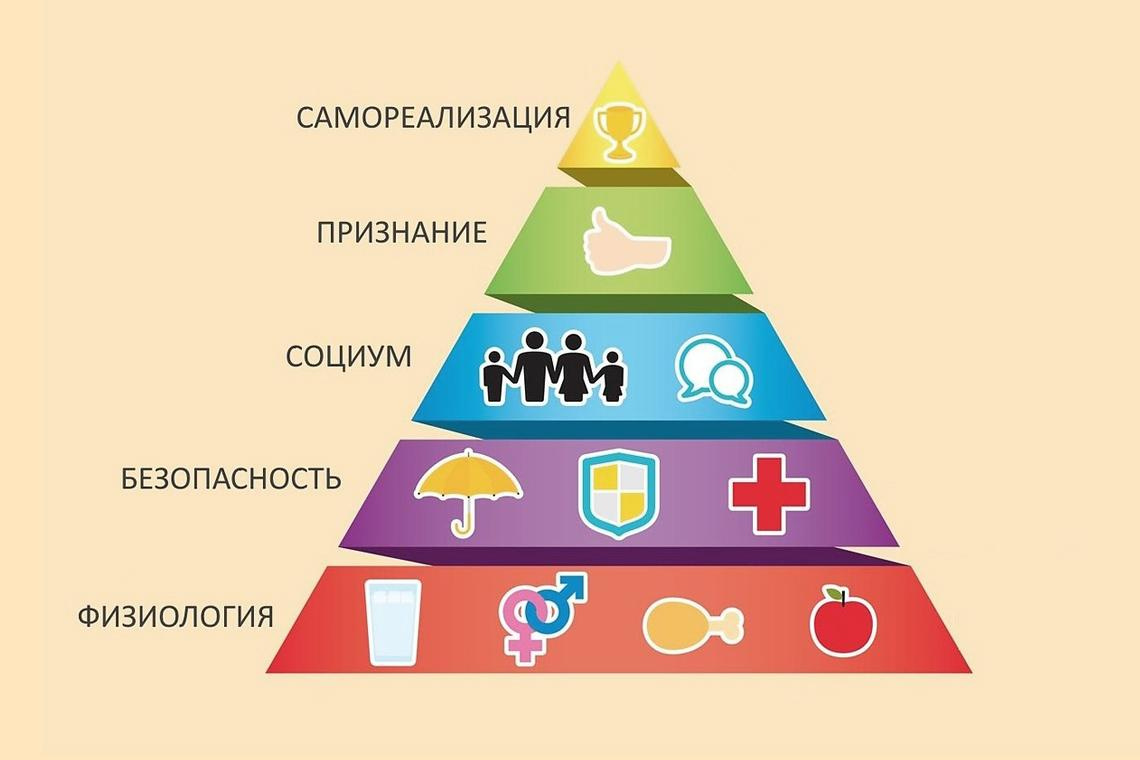 САМОРЕАЛИЗАЦИЯ
ПРИЗНАНИЕ
СОЦИУМ
БЕЗОПАСНОСТЬ
ФИЗИОЛОГИЯ